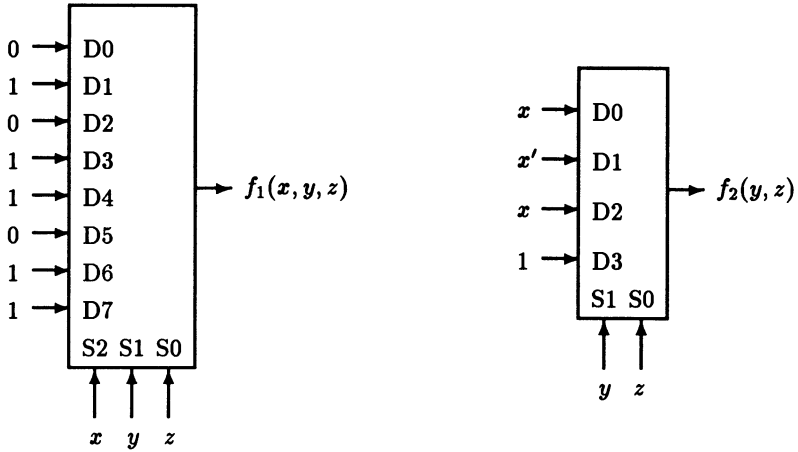 0 D0
1 D1
0 D2
1 D3
1 D4
0 D5
1 D6
1 D7
S2 S1 S0
x y z
f₁(x, y, z)
x D0
x′ D1
x D2
1 D3
S1 S0
y z
f₂(y, z)